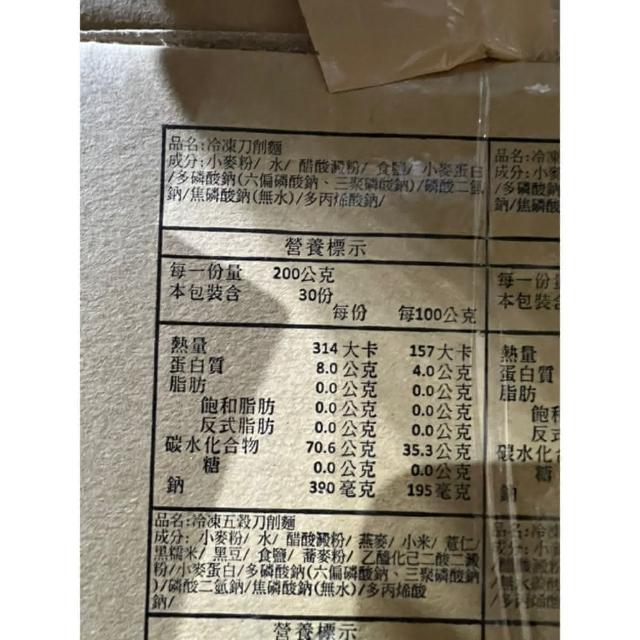 品名:冷凍刀削麵
成分:小麥粉/ 水/ 醋酸澱粉/ 食鹽/ 小麥蛋白
/多磷酸鈉(六偏磷酸鈉、三聚磷酸鈉)/磷酸二氫
鈉/焦磷酸鈉(無水)/多丙烯酸鈉/
營養標示
每一份量 200公克
本包裝含 30份
每份 每100公克
熱量 314 大卡 157 大卡
蛋白質 8.0 公克 4.0 公克
脂肪 0.0 公克 0.0 公克
飽和脂肪 0.0 公克 0.0 公克
反式脂肪 0.0 公克 0.0 公克
碳水化合物 70.6 公克 35.3 公克
糖 0.0 公克 0.0 公克
鈉 390 毫克 195 毫克
品名:冷凍五穀刀削麵
成分: 小麥粉/ 水/ 醋酸澱粉/ 燕麥/ 小米/ 薏仁/
黑糯米/ 黑豆/ 食鹽/ 蕎麥粉/ 乙醯化己二酸二澱
粉/小麥蛋白/多磷酸鈉(六偏磷酸鈉、三聚磷酸鈉)
/磷酸二氫鈉/焦磷酸鈉(無水)/多丙烯酸
鈉/
營養標示
品名:冷凍
成分:小麥
/多磷酸鈉
鈉/焦磷酸
每一份量
本包裝含
熱量
蛋白質
脂肪
飽和
反式
碳水化合
糖
鈉
品名:冷凍